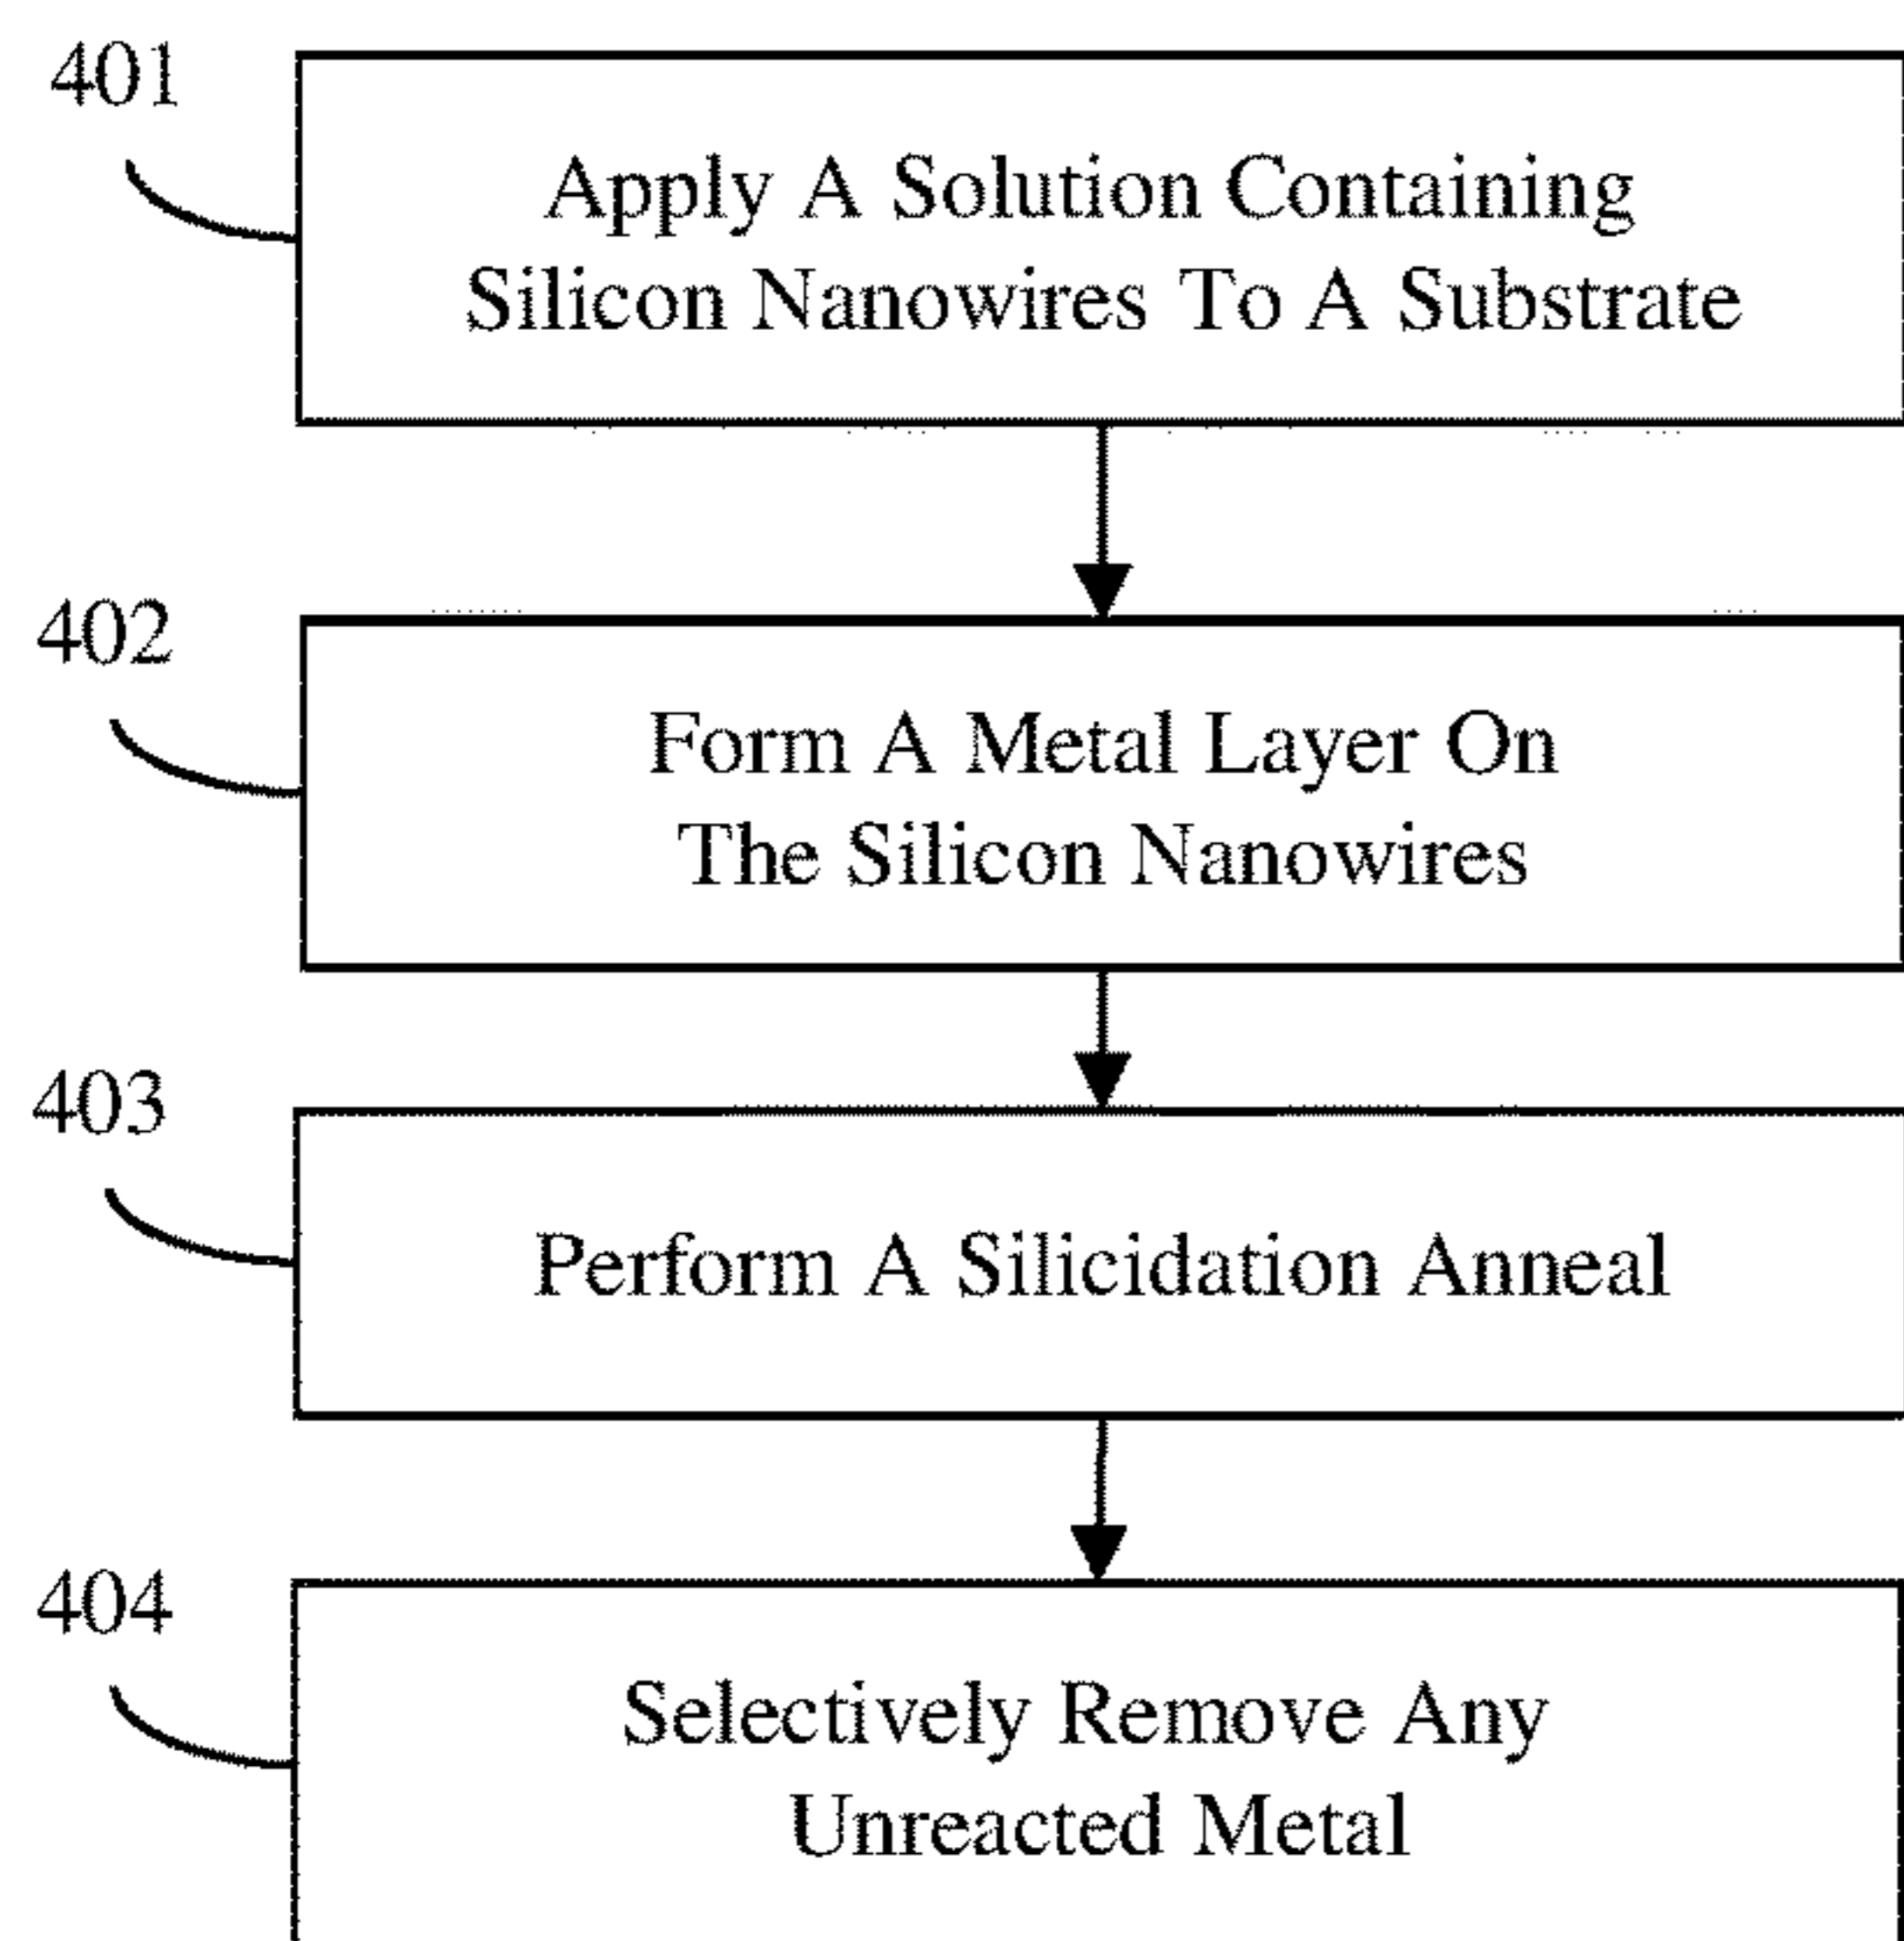 401
Apply A Solution Containing
Silicon Nanowires To A Substrate
402
Form A Metal Layer On
The Silicon Nanowires
403
Perform A Silicidation Anneal
404
Selectively Remove Any
Unreacted Metal